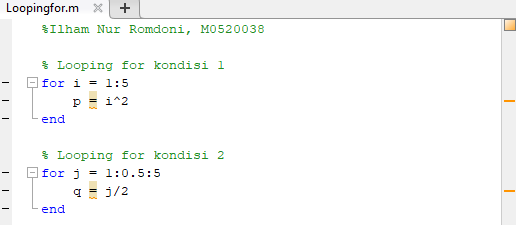 Loopingfor.m
%Ilham Nur Romdoni, M0520038
% Looping for kondisi 1
for i = 1:5
p = i^2
end
% Looping for kondisi 2
for j = 1:0.5:5
q = j/2
end